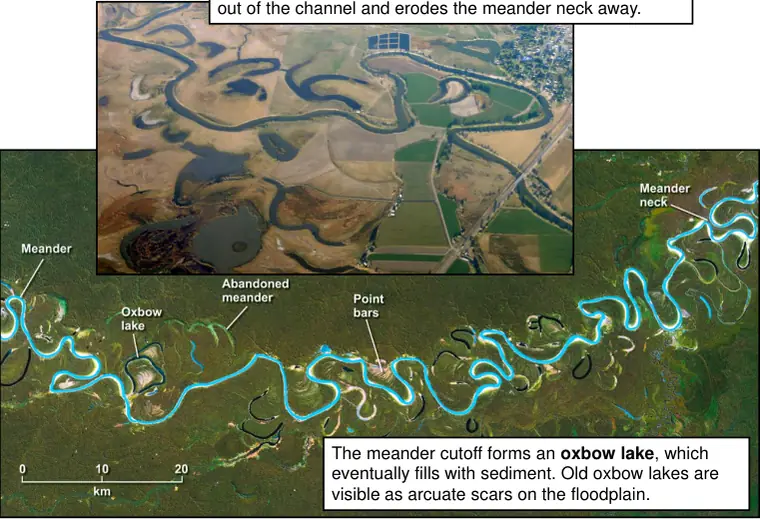 out of the channel and erodes the meander neck away.
Meander
neck
Meander
Abandoned
meander
Oxbow
lake
Point
bars
0 10 20
km
The meander cutoff forms an oxbow lake, which
eventually fills with sediment. Old oxbow lakes are
visible as arcuate scars on the floodplain.